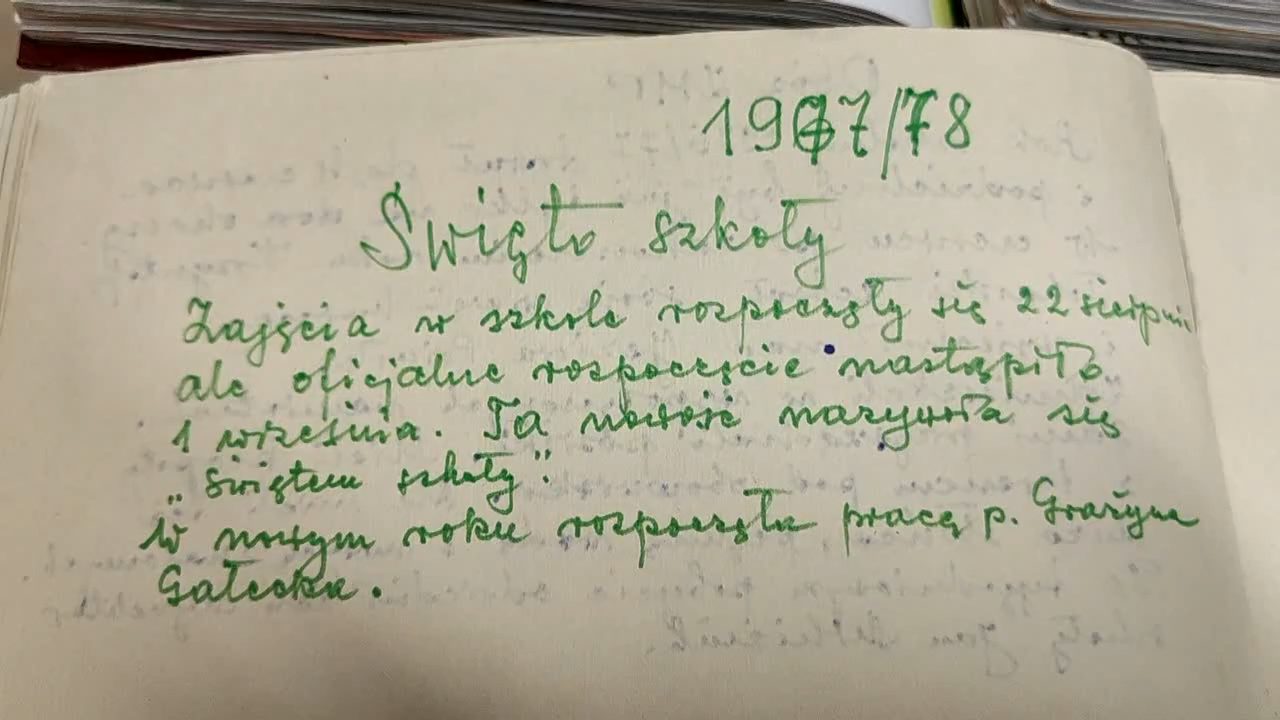 1977/78
Święto szkoły
Zajęcia w szkole rozpoczęły się 22 sierpnia
ale oficjalne rozpoczęcie nastąpiło
1 września. Ta nowość nazywała się
„Świętem szkoły".
W nowym roku rozpoczęła pracę p. Grażyna
Gałecka.